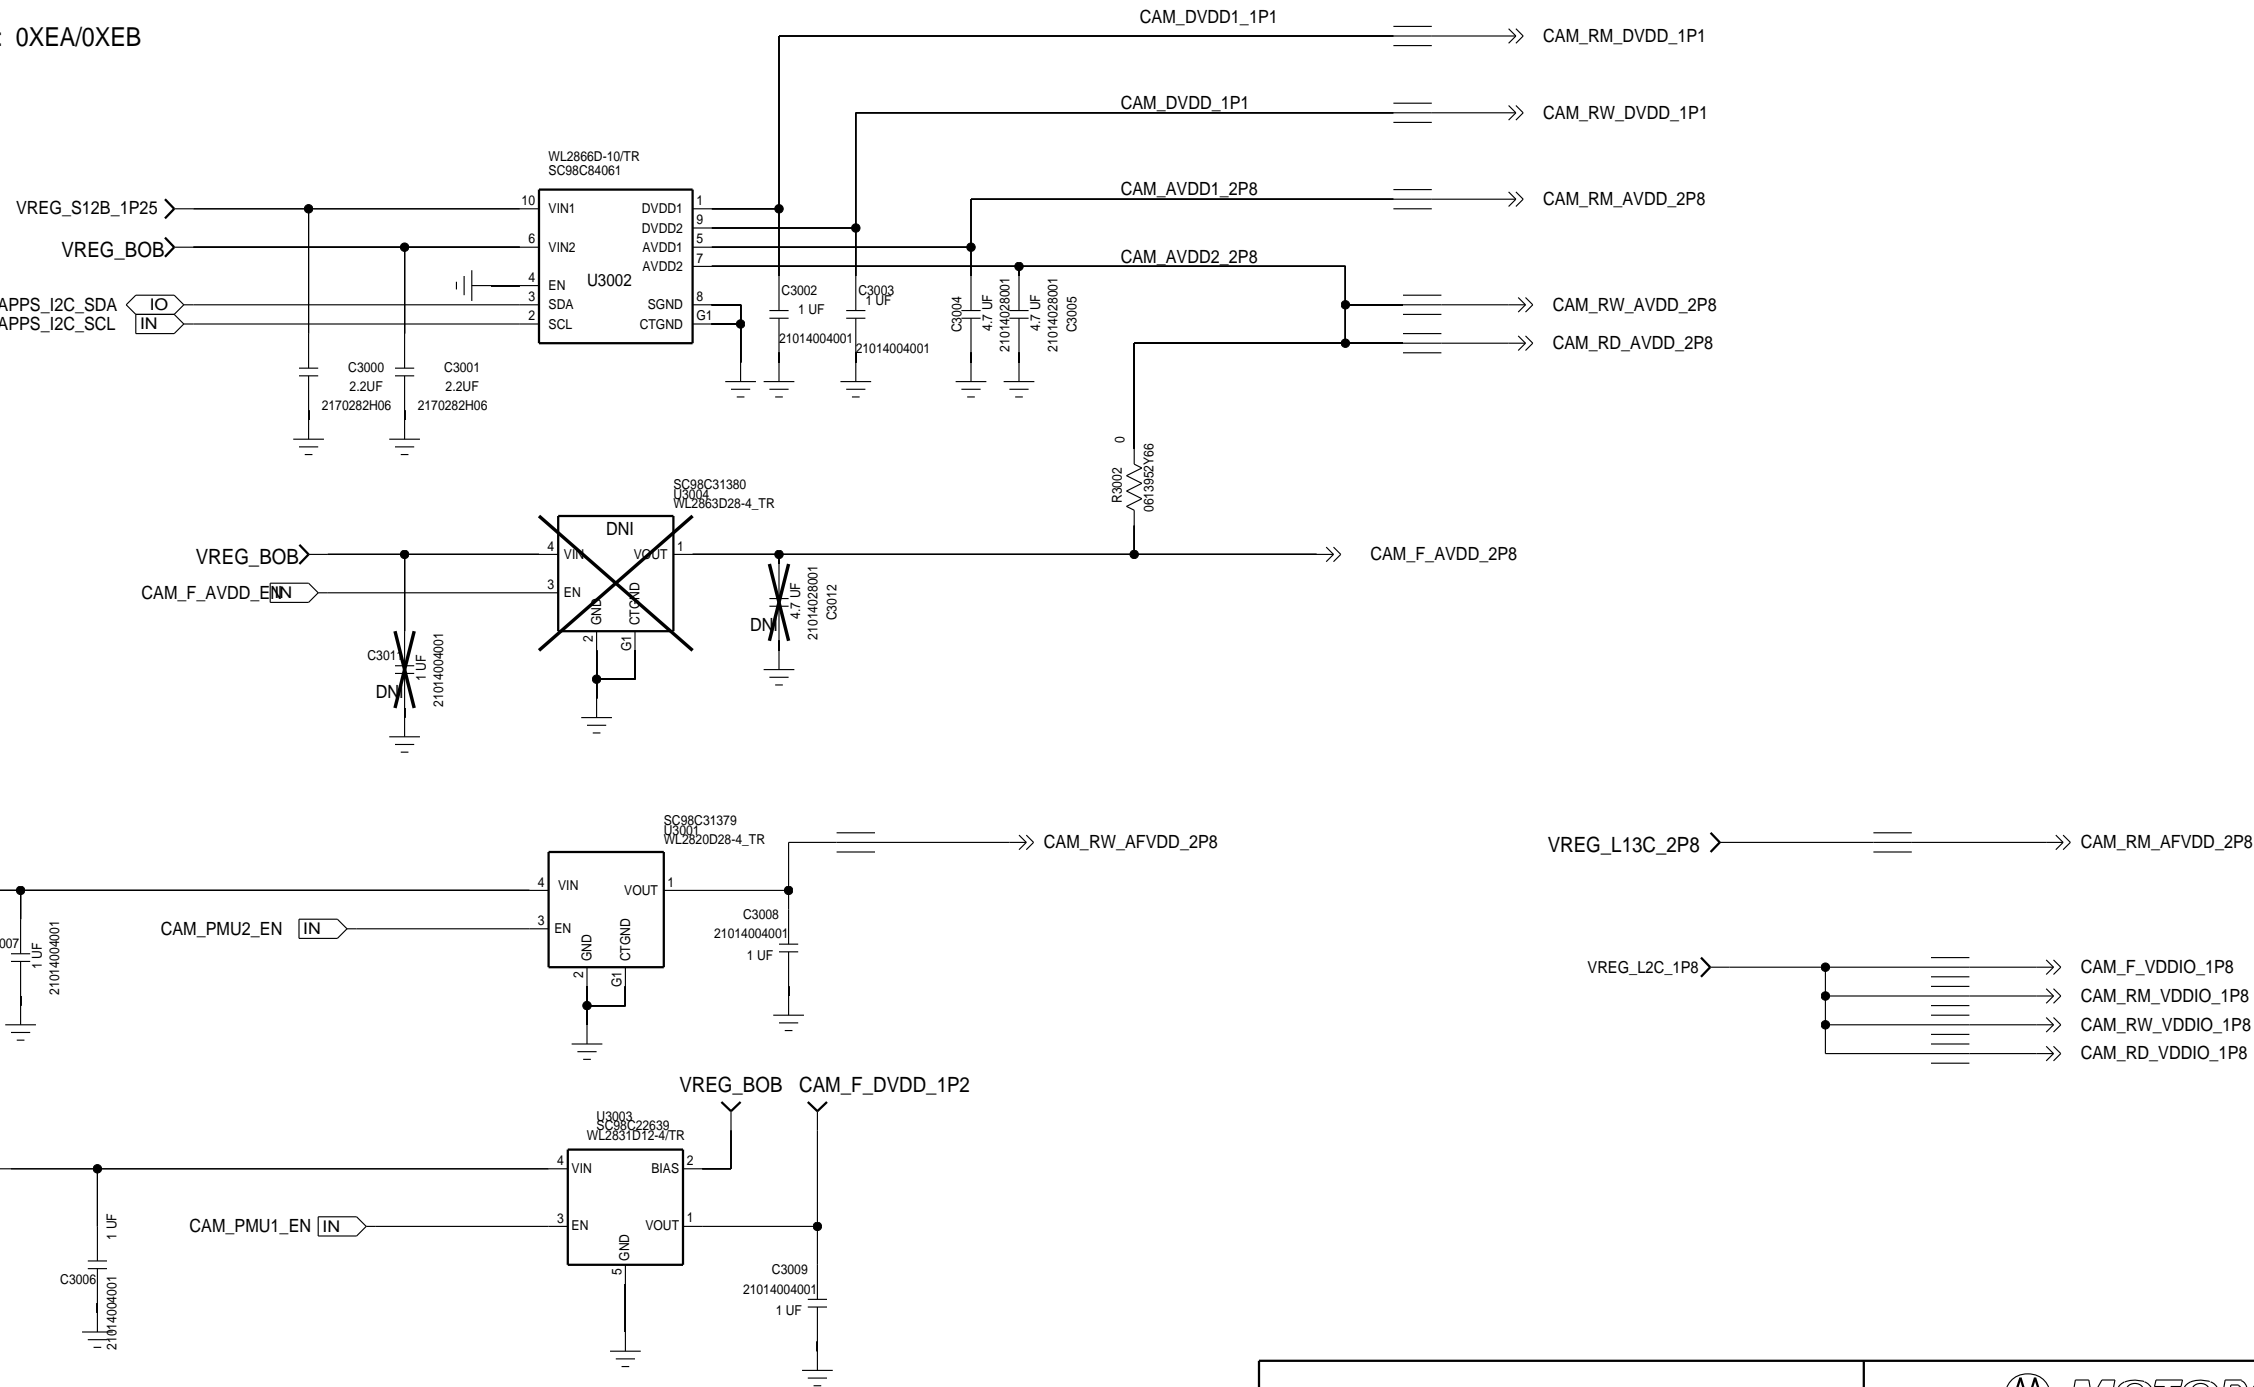 : 0XEA/0XEB
CAM_DVDD1_1P1
CAM_RM_DVDD_1P1
CAM_DVDD_1P1
CAM_RW_DVDD_1P1
WL2866D-10/TR
SC98C84061
CAM_AVDD1_2P8
CAM_RM_AVDD_2P8
VREG_S12B_1P25
10 VIN1 DVDD1 1
DVDD2 9
VREG_BOB
6 VIN2 AVDD1 5
AVDD2 7
CAM_AVDD2_2P8
4 EN U3002
APPS_I2C_SDA IO 3 SDA SGND 8
APPS_I2C_SCL IN 2 SCL CTGND G1
C3002
1 UF
21014004001
C3003
1 UF
21014004001
C3004
4.7 UF
21014028001
4.7 UF
21014028001
C3005
CAM_RW_AVDD_2P8
CAM_RD_AVDD_2P8
C3000
2.2UF
2170282H06
C3001
2.2UF
2170282H06
0
R3002
0613952Y66
SC98C31380
U3004
WL2863D28-4_TR
DNI
VREG_BOB
4 VIN VOUT 1
CAM_F_AVDD_2P8
CAM_F_AVDD_EN IN
3 EN
GND
CTGND
2
G1
4.7 UF
21014028001
C3012
DNI
C3011
1 UF
21014004001
DNI
SC98C31379
U3001
WL2820D28-4_TR
CAM_RW_AFVDD_2P8
VREG_L13C_2P8
CAM_RM_AFVDD_2P8
4 VIN VOUT 1
CAM_PMU2_EN IN
3 EN
GND
CTGND
2
G1
007
1 UF
21014004001
C3008
21014004001
1 UF
VREG_L2C_1P8
CAM_F_VDDIO_1P8
CAM_RM_VDDIO_1P8
CAM_RW_VDDIO_1P8
CAM_RD_VDDIO_1P8
VREG_BOB CAM_F_DVDD_1P2
U3003
SC98C22639
WL2831D12-4/TR
4 VIN BIAS 2
CAM_PMU1_EN IN
3 EN VOUT 1
GND
5
1 UF
C3006
21014004001
C3009
21014004001
1 UF